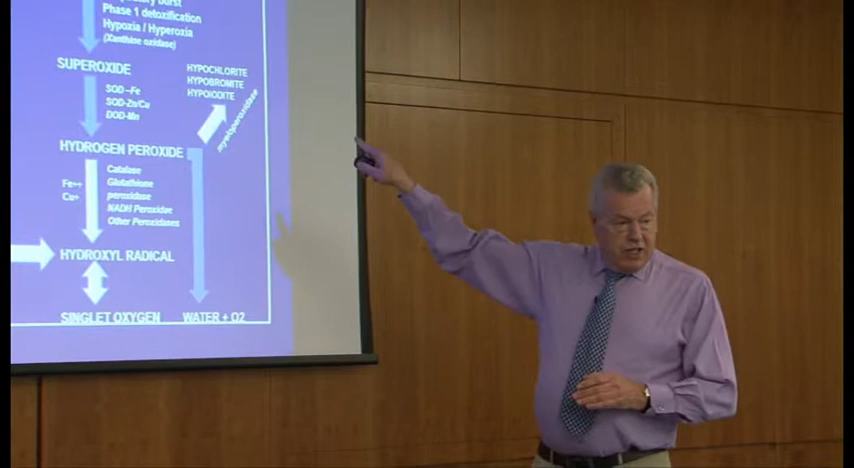 Phase 1 detoxification
Hypoxia / Hyperoxia
(Xanthine oxidase)
SUPEROXIDE
HYPOCHLORITE
HYPOBROMITE
HYPOIODITE
SOD –Fe
SOD-Zn/Cu
DOD-Mn
myeloperoxidase
HYDROGEN PEROXIDE
Fe++
Cu+
Catalase
Glutathione
peroxidase
NADH Peroxidase
Other Peroxidases
HYDROXYL RADICAL
SINGLET OXYGEN
WATER + O2